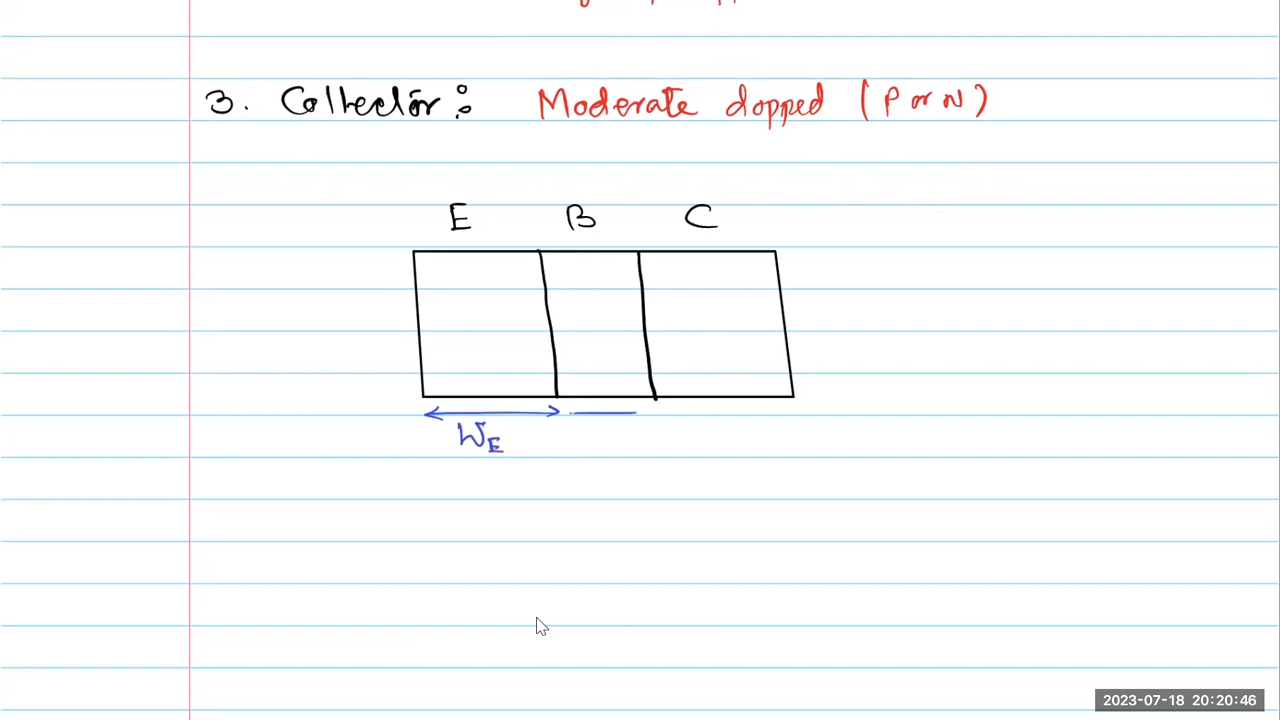 3. Collector : Moderate dopped (P or N)
E B C
W_E
2023-07-18 20:20:46